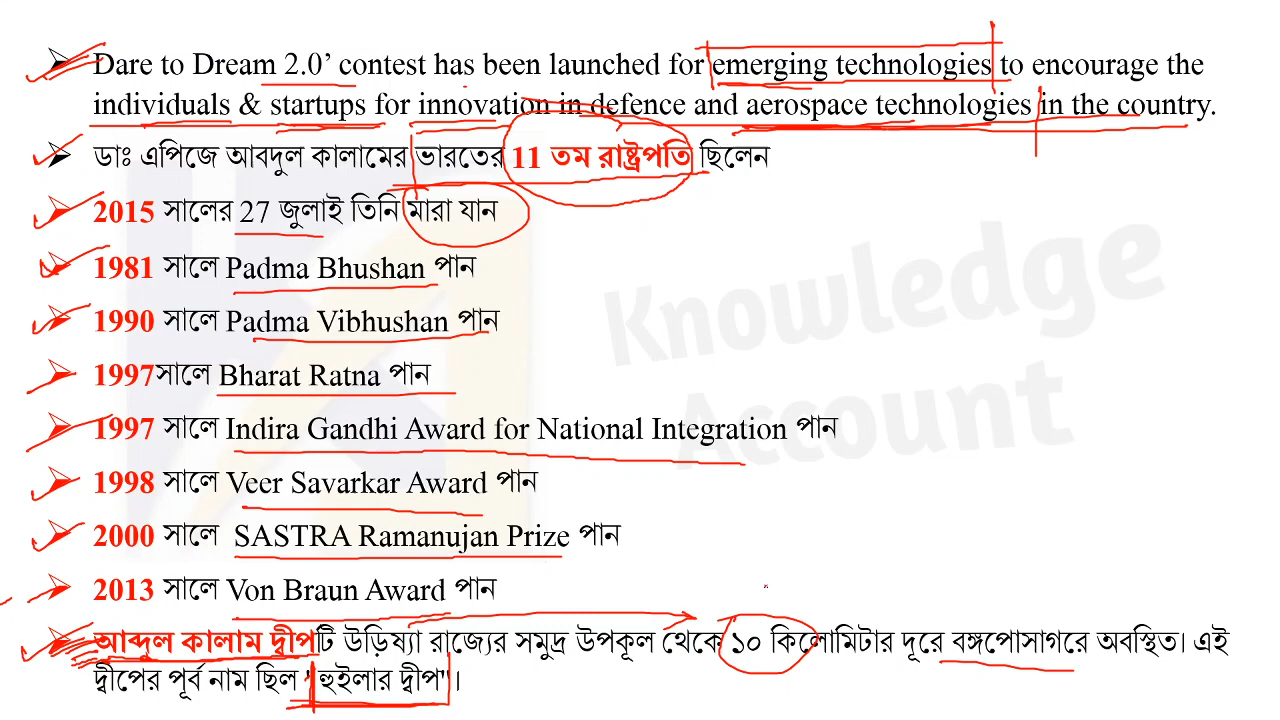 Dare to Dream 2.0’ contest has been launched for emerging technologies to encourage the
individuals & startups for innovation in defence and aerospace technologies in the country.
ডাঃ এপিজে আবদুল কালামের ভারতের 11 তম রাষ্ট্রপতি ছিলেন
2015 সালের 27 জুলাই তিনি মারা যান
1981 সালে Padma Bhushan পান
1990 সালে Padma Vibhushan পান
1997সালে Bharat Ratna পান
1997 সালে Indira Gandhi Award for National Integration পান
1998 সালে Veer Savarkar Award পান
2000 সালে SASTRA Ramanujan Prize পান
2013 সালে Von Braun Award পান
আব্দুল কালাম দ্বীপটি উড়িষ্যা রাজ্যের সমুদ্র উপকূল থেকে ১০ কিলোমিটার দূরে বঙ্গপোসাগরে অবস্থিত। এই
দ্বীপের পূর্ব নাম ছিল "হুইলার দ্বীপ"।
Knowledge
Account